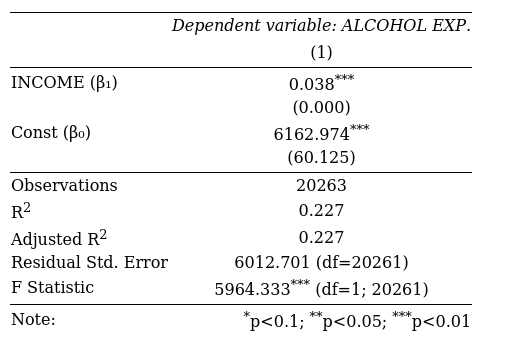 Dependent variable: ALCOHOL EXP.
(1)
INCOME (β₁) 0.038***
(0.000)
Const (β₀) 6162.974***
(60.125)
Observations 20263
R² 0.227
Adjusted R² 0.227
Residual Std. Error 6012.701 (df=20261)
F Statistic 5964.333*** (df=1; 20261)
Note: *p<0.1; **p<0.05; ***p<0.01